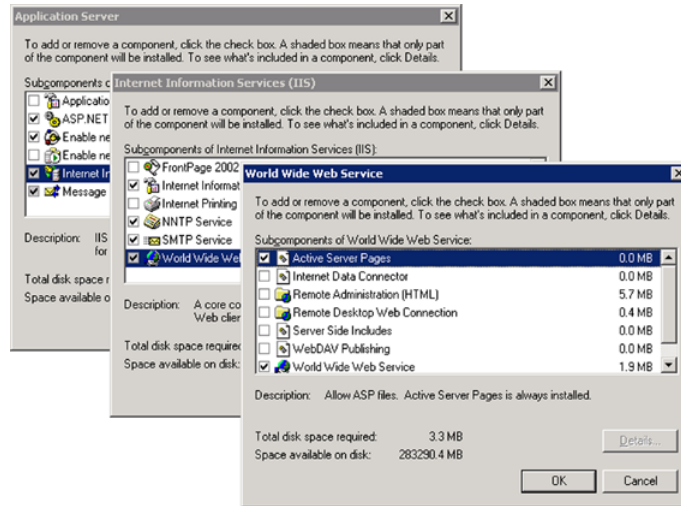 Application Server
To add or remove a component, click the check box. A shaded box means that only part
of the component will be installed. To see what's included in a component, click Details.
Subcomponents
Applicatio
ASP.NET
Enable ne
Enable ne
Internet In
Message
Description: IIS
for
Total disk space r
Space available o
Internet Information Services (IIS)
To add or remove a component, click the check box. A shaded box means that only part
of the component will be installed. To see what's included in a component, click Details.
Subcomponents of Internet Information Services (IIS):
FrontPage 2002
Internet Informat
Internet Printing
NNTP Service
SMTP Service
World Wide Wel
Description: A core co
Web clien
Total disk space require
Space available on disk:
World Wide Web Service
To add or remove a component, click the check box. A shaded box means that only part
of the component will be installed. To see what's included in a component, click Details.
Subcomponents of World Wide Web Service:
Active Server Pages 0.0 MB
Internet Data Connector 0.0 MB
Remote Administration (HTML) 5.7 MB
Remote Desktop Web Connection 0.4 MB
Server Side Includes 0.0 MB
WebDAV Publishing 0.0 MB
World Wide Web Service 1.9 MB
Description: Allow ASP files. Active Server Pages is always installed.
Total disk space required: 3.3 MB
Space available on disk: 283290.4 MB
Details...
OK Cancel